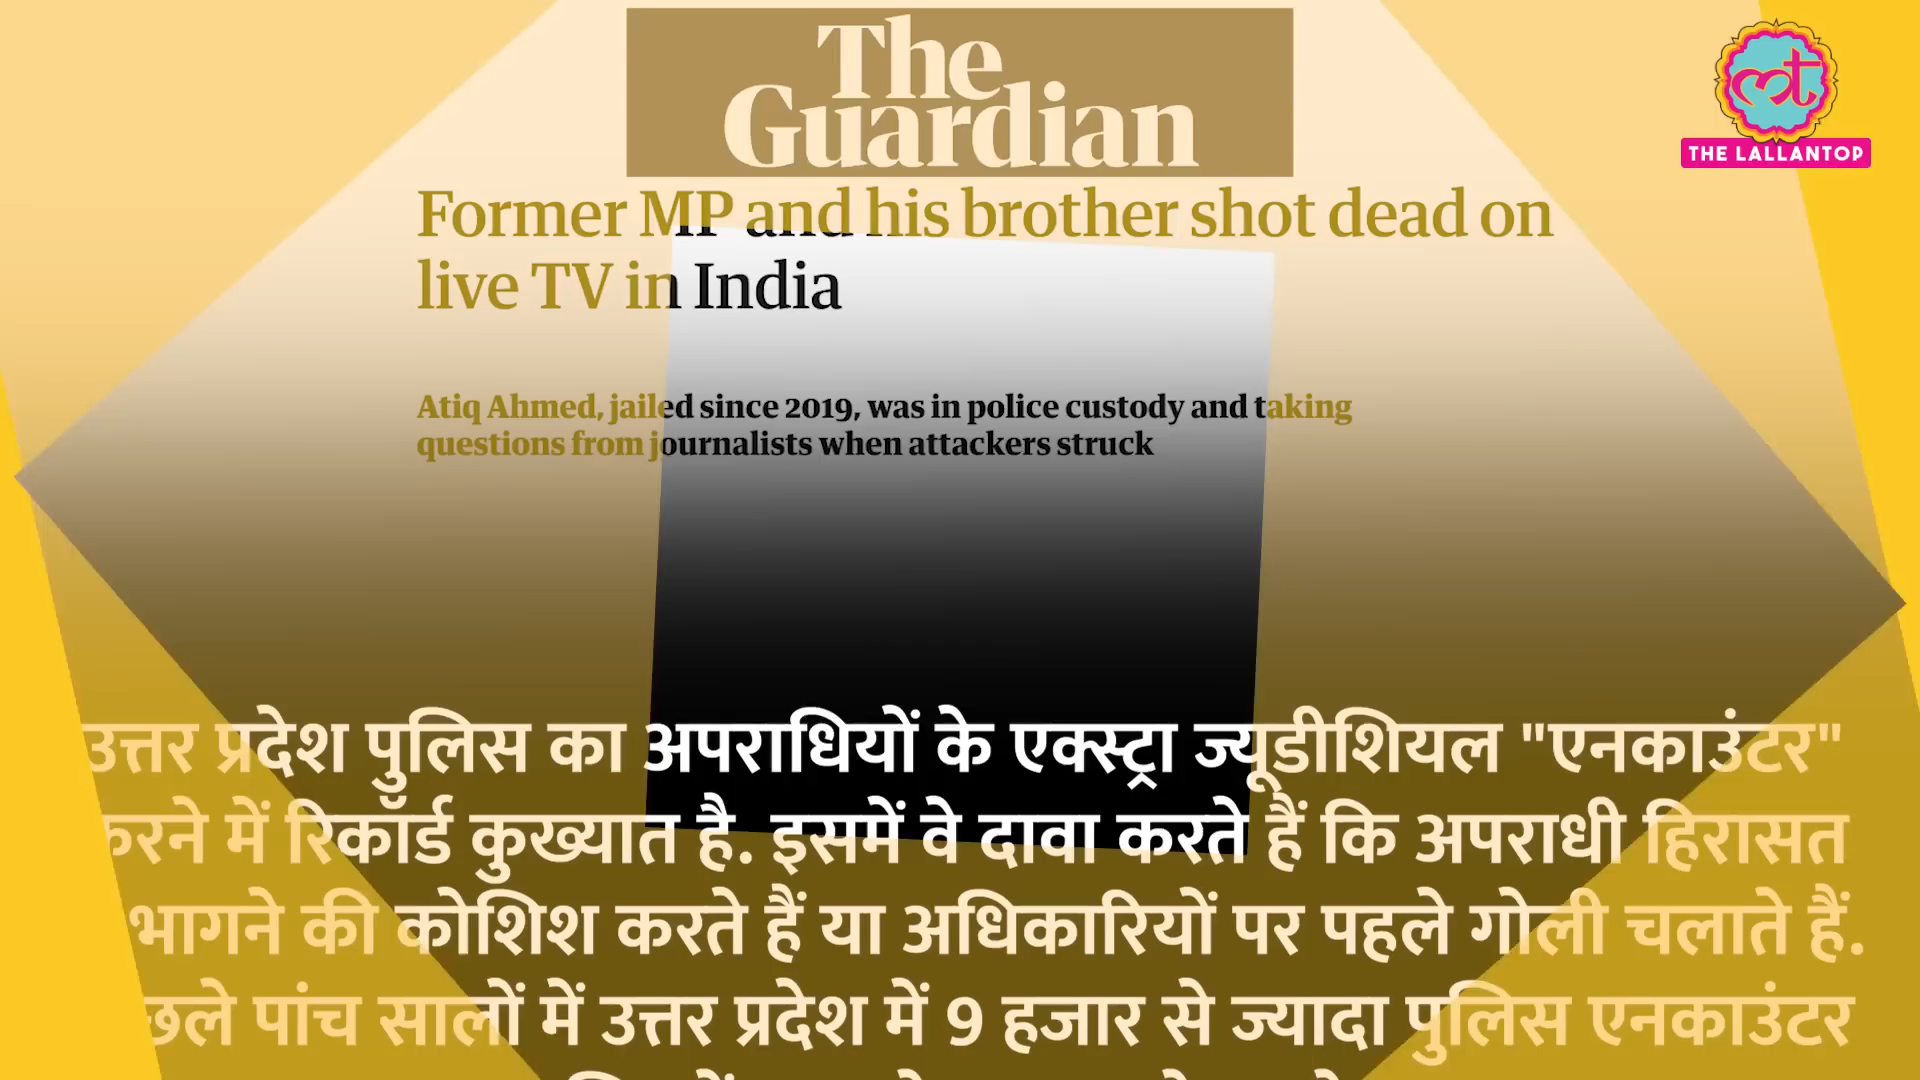 The
Guardian
THE LALLANTOP
Former MP and his brother shot dead on
live TV in India
Atiq Ahmed, jailed since 2019, was in police custody and taking
questions from journalists when attackers struck
उत्तर प्रदेश पुलिस का अपराधियों के एक्स्ट्रा ज्यूडीशियल "एनकाउंटर"
करने में रिकॉर्ड कुख्यात है. इसमें वे दावा करते हैं कि अपराधी हिरासत
भागने की कोशिश करते हैं या अधिकारियों पर पहले गोली चलाते हैं.
पांच सालों में उत्तर प्रदेश में 9 हजार से ज्यादा पुलिस एनकाउंटर